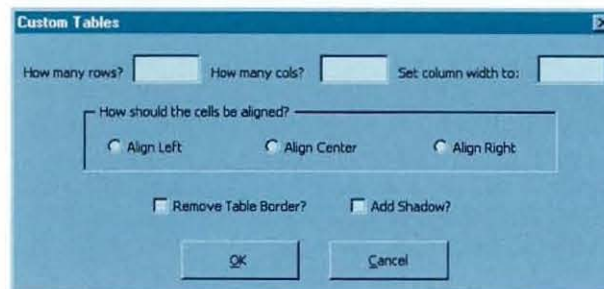 Custom Tables
How many rows? How many cols? Set column width to:
How should the cells be aligned?
Align Left Align Center Align Right
Remove Table Border? Add Shadow?
OK Cancel